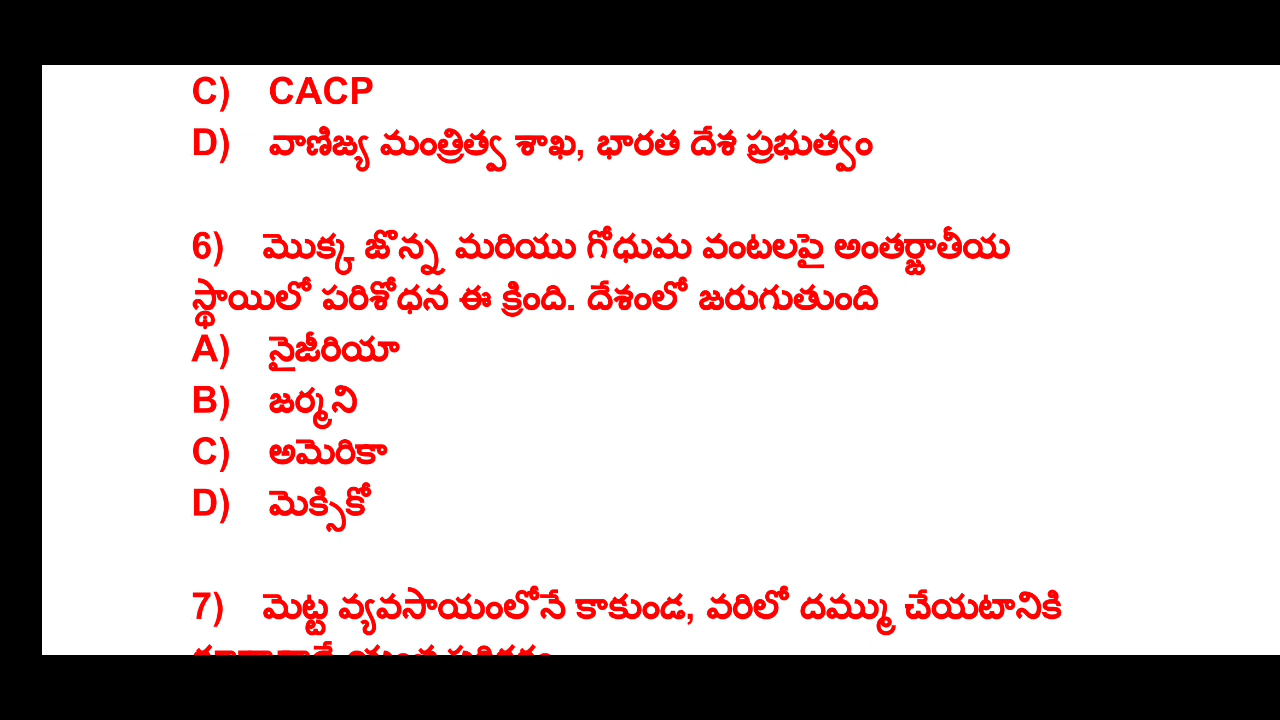 C) CACP
D) వాణిజ్య మంత్రిత్వ శాఖ, భారత దేశ ప్రభుత్వం
6) మొక్క జొన్న మరియు గోధుమ వంటలపై అంతర్జాతీయ
స్థాయిలో పరిశోధన ఈ క్రింది. దేశంలో జరుగుతుంది
A) నైజీరియా
B) జర్మని
C) అమెరికా
D) మెక్సికో
7) మెట్ట వ్యవసాయంలోనే కాకుండ, వరిలో దమ్ము చేయటానికి